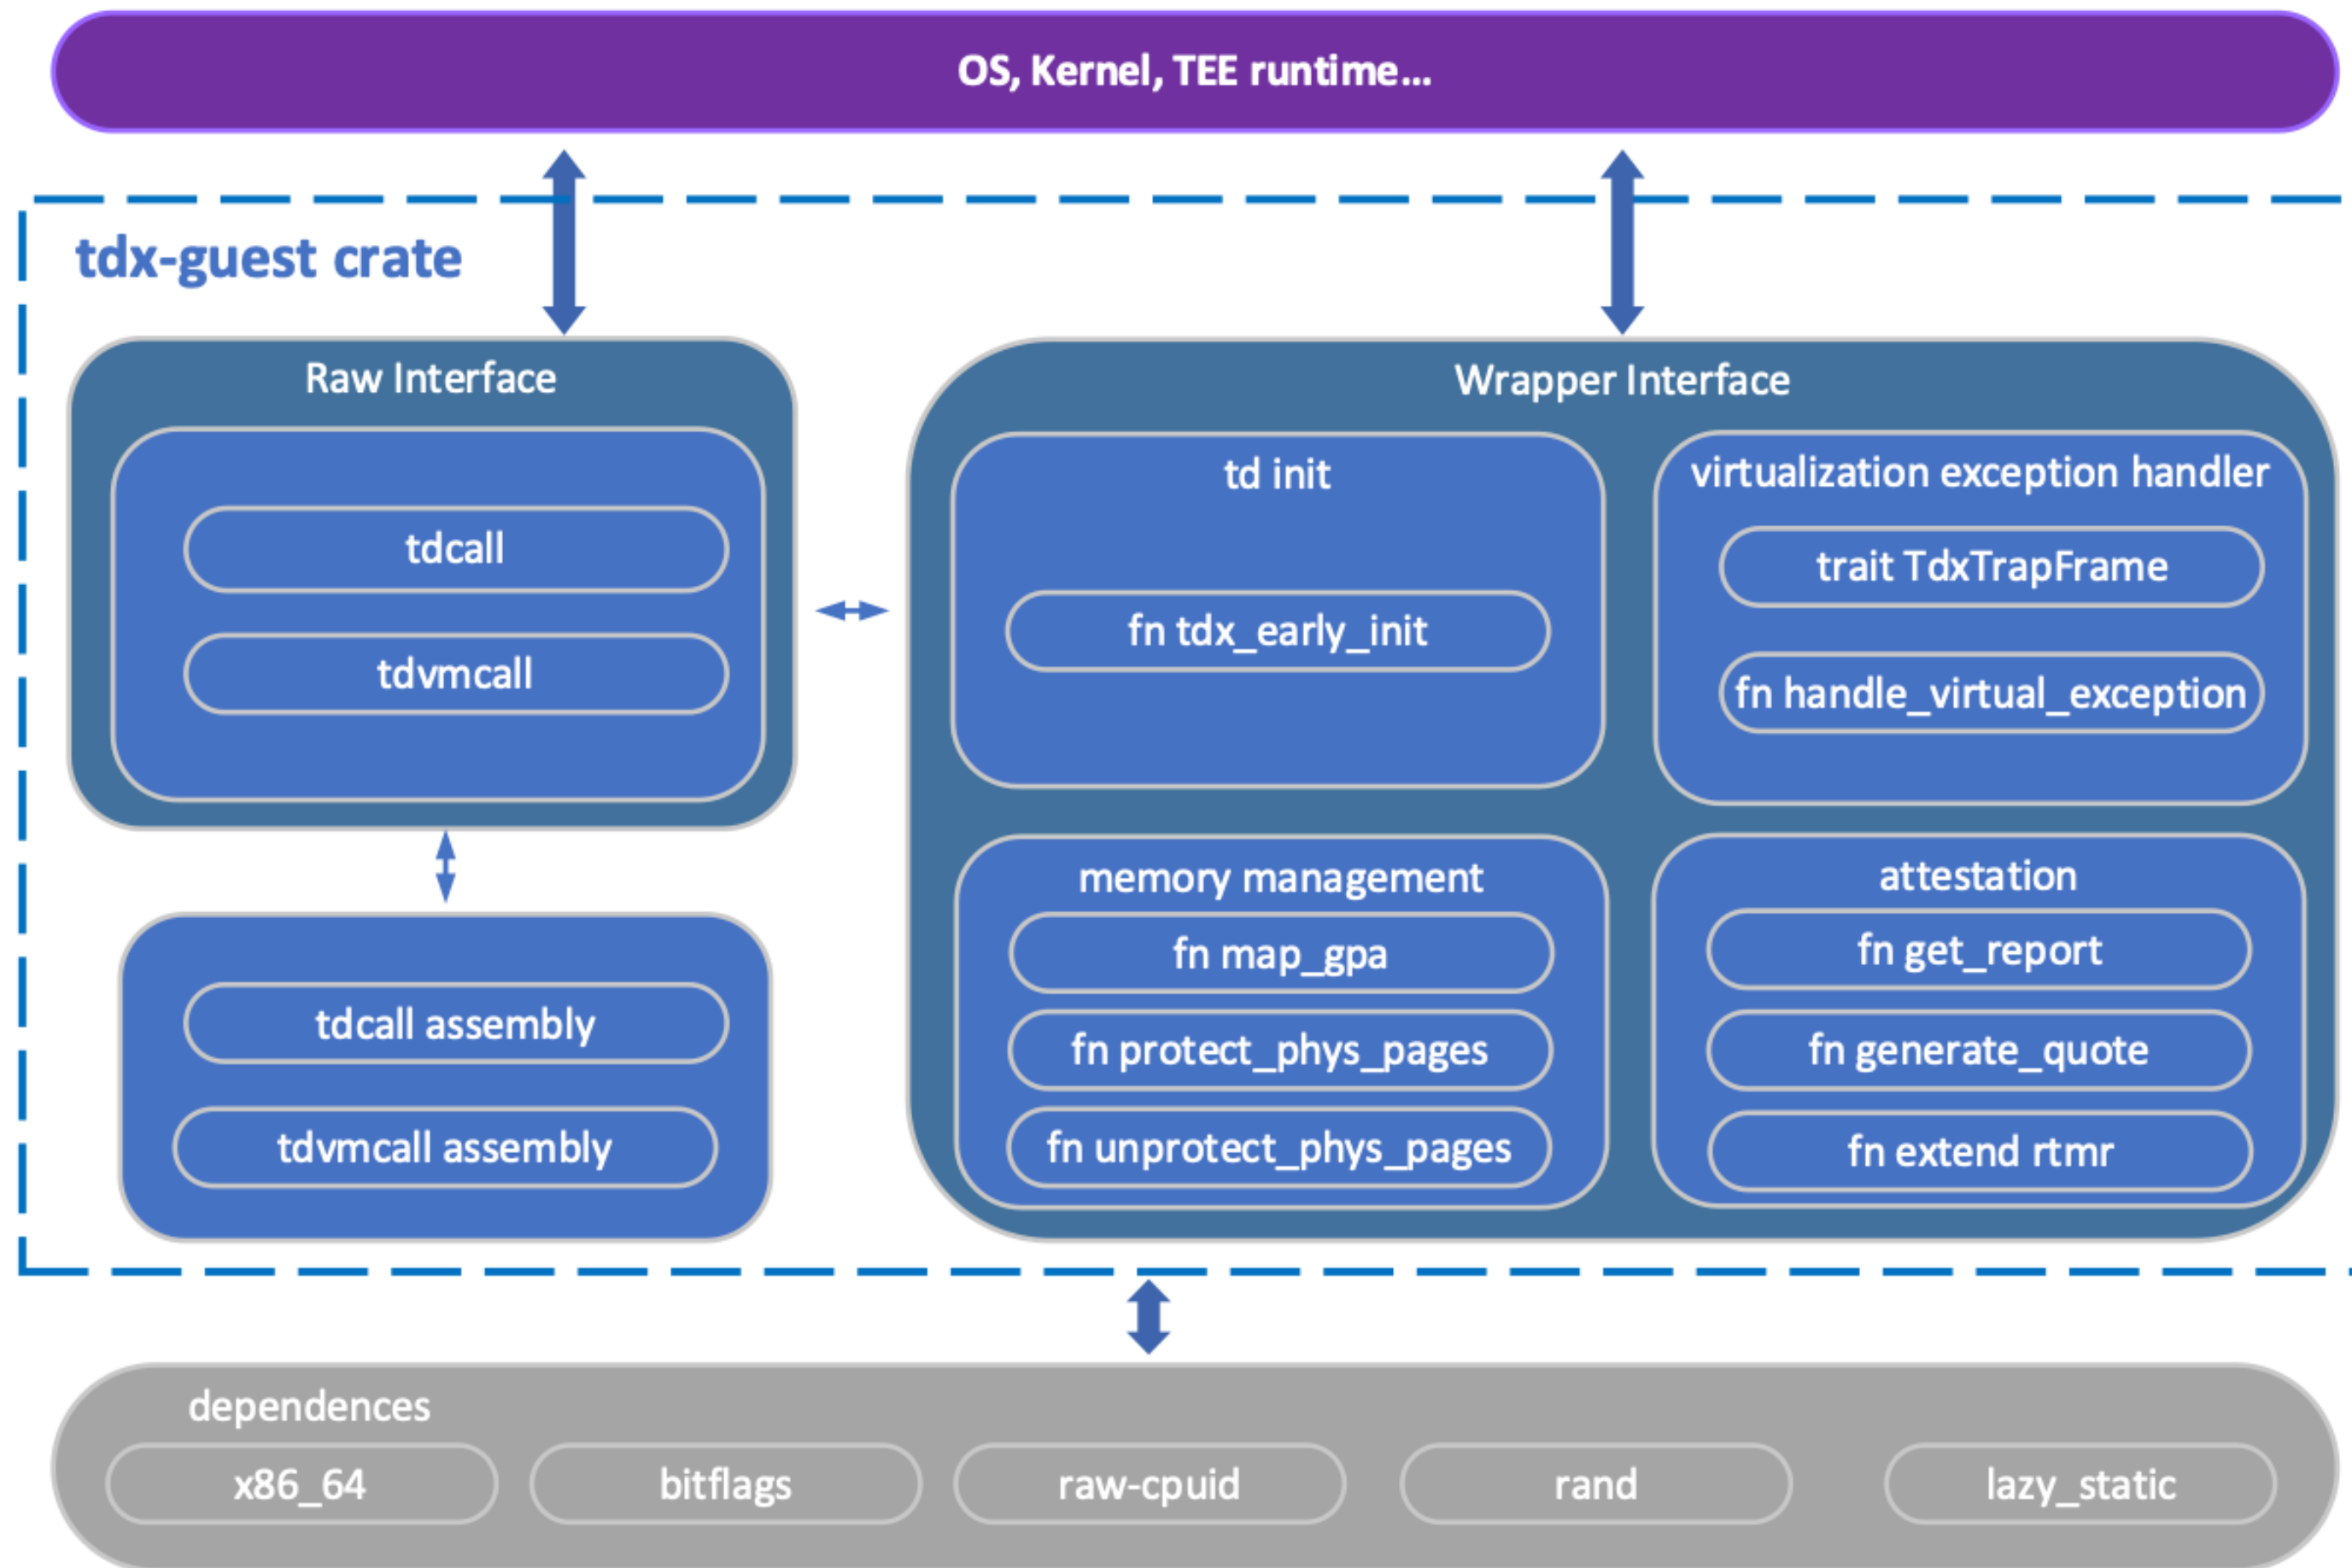 OS, Kernel, TEE runtime...
tdx-guest crate
Raw Interface
tdcall
tdvmcall
tdcall assembly
tdvmcall assembly
Wrapper Interface
td init
fn tdx_early_init
virtualization exception handler
trait TdxTrapFrame
fn handle_virtual_exception
memory management
fn map_gpa
fn protect_phys_pages
fn unprotect_phys_pages
attestation
fn get_report
fn generate_quote
fn extend rtmr
dependences
x86_64
bitflags
raw-cpuid
rand
lazy_static